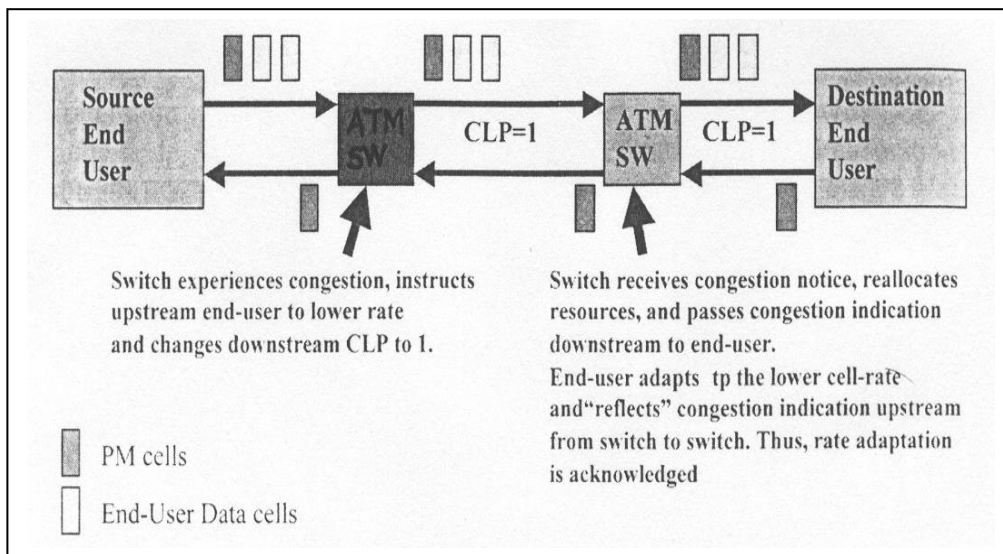 Source
End
User
ATM
SW
CLP=1
ATM
SW
CLP=1
Destination
End
User
Switch experiences congestion, instructs
upstream end-user to lower rate
and changes downstream CLP to 1.
Switch receives congestion notice, reallocates
resources, and passes congestion indication
downstream to end-user.
End-user adapts tp the lower cell-rate
and“reflects” congestion indication upstream
from switch to switch. Thus, rate adaptation
is acknowledged
PM cells
End-User Data cells